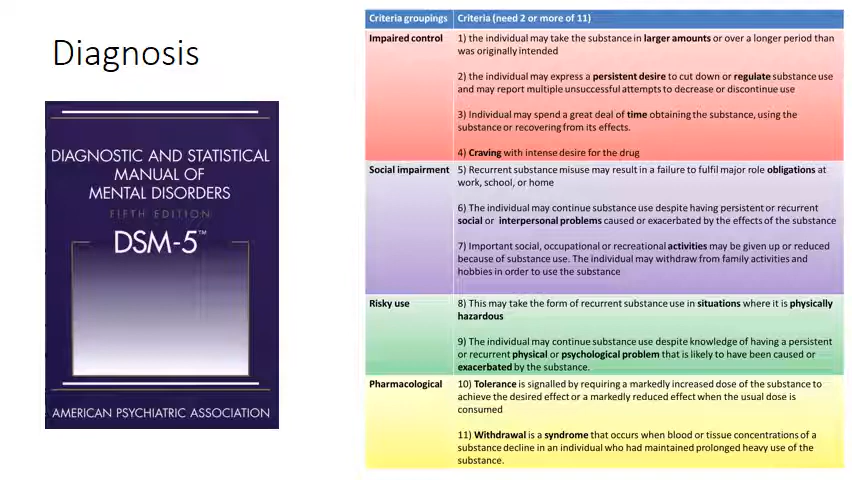 Diagnosis
DIAGNOSTIC AND STATISTICAL
MANUAL OF
MENTAL DISORDERS
FIFTH EDITION
DSM-5™
AMERICAN PSYCHIATRIC ASSOCIATION
Criteria groupings
Criteria (need 2 or more of 11)
Impaired control
1) the individual may take the substance in larger amounts or over a longer period than
was originally intended
2) the individual may express a persistent desire to cut down or regulate substance use
and may report multiple unsuccessful attempts to decrease or discontinue use
3) Individual may spend a great deal of time obtaining the substance, using the
substance or recovering from its effects.
4) Craving with intense desire for the drug
Social impairment
5) Recurrent substance misuse may result in a failure to fulfil major role obligations at
work, school, or home
6) The individual may continue substance use despite having persistent or recurrent
social or interpersonal problems caused or exacerbated by the effects of the substance
7) Important social, occupational or recreational activities may be given up or reduced
because of substance use. The individual may withdraw from family activities and
hobbies in order to use the substance
Risky use
8) This may take the form of recurrent substance use in situations where it is physically
hazardous
9) The individual may continue substance use despite knowledge of having a persistent
or recurrent physical or psychological problem that is likely to have been caused or
exacerbated by the substance.
Pharmacological
10) Tolerance is signalled by requiring a markedly increased dose of the substance to
achieve the desired effect or a markedly reduced effect when the usual dose is
consumed
11) Withdrawal is a syndrome that occurs when blood or tissue concentrations of a
substance decline in an individual who had maintained prolonged heavy use of the
substance.